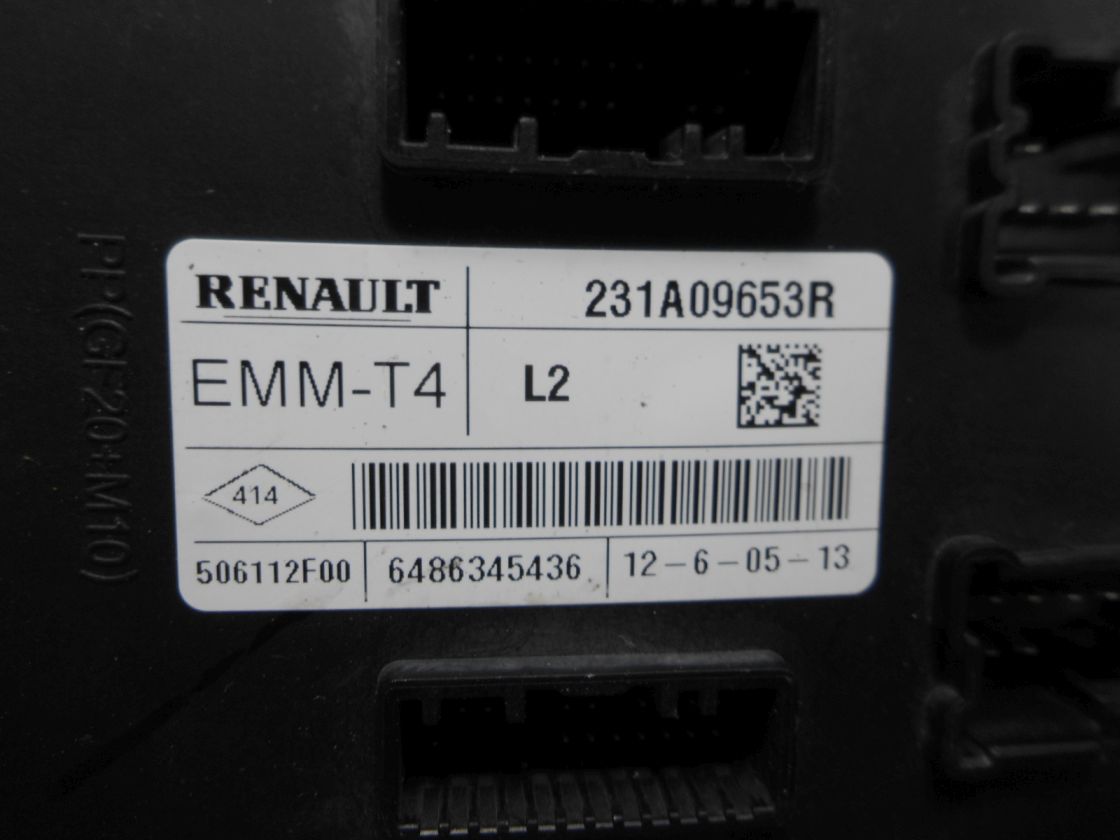 RENAULT 231A09653R
EMM-T4 L2
414
506112F00 6486345436 12-6-05-13
PP(GF20+M10)